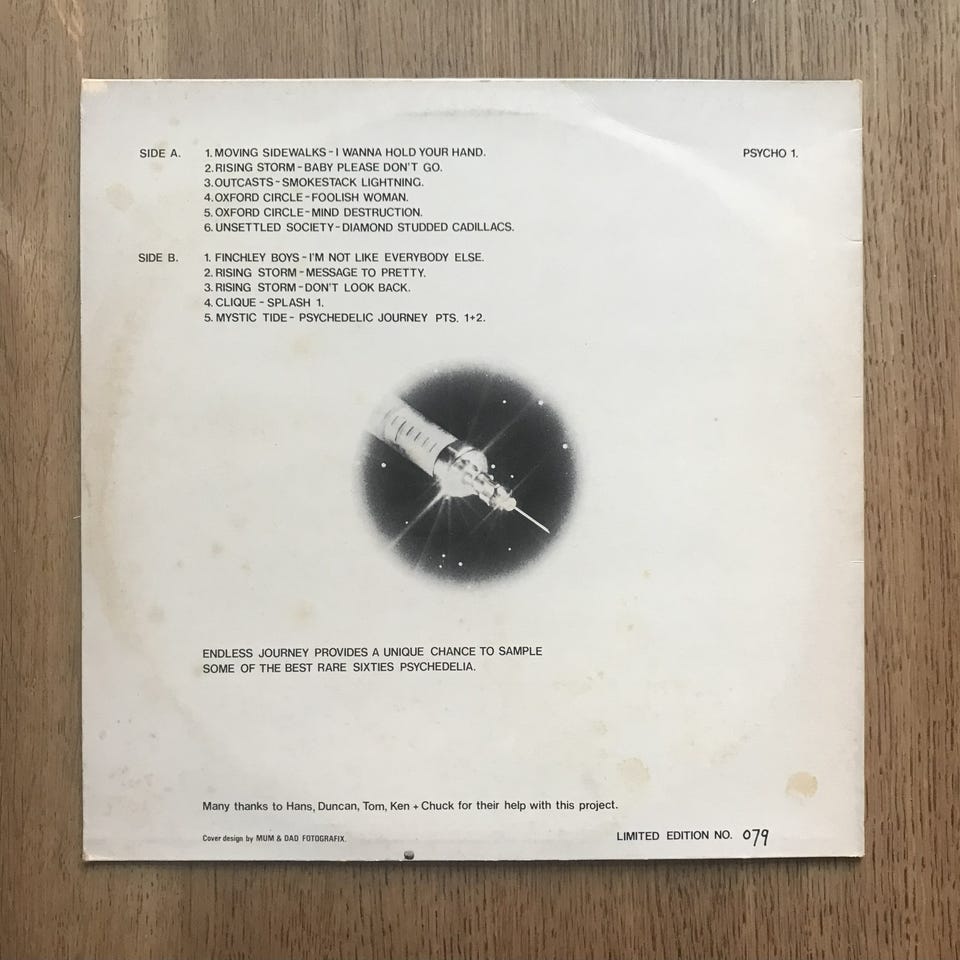 SIDE A. 1. MOVING SIDEWALKS - I WANNA HOLD YOUR HAND. PSYCHO 1.
2. RISING STORM - BABY PLEASE DON'T GO.
3. OUTCASTS - SMOKESTACK LIGHTNING.
4. OXFORD CIRCLE - FOOLISH WOMAN.
5. OXFORD CIRCLE - MIND DESTRUCTION.
6. UNSETTLED SOCIETY - DIAMOND STUDDED CADILLACS.
SIDE B. 1. FINCHLEY BOYS - I'M NOT LIKE EVERYBODY ELSE.
2. RISING STORM - MESSAGE TO PRETTY.
3. RISING STORM - DON'T LOOK BACK.
4. CLIQUE - SPLASH 1.
5. MYSTIC TIDE - PSYCHEDELIC JOURNEY PTS. 1+2.
ENDLESS JOURNEY PROVIDES A UNIQUE CHANCE TO SAMPLE
SOME OF THE BEST RARE SIXTIES PSYCHEDELIA.
Many thanks to Hans, Duncan, Tom, Ken + Chuck for their help with this project.
Cover design by MUM & DAD FOTOGRAFIX. LIMITED EDITION NO. 079